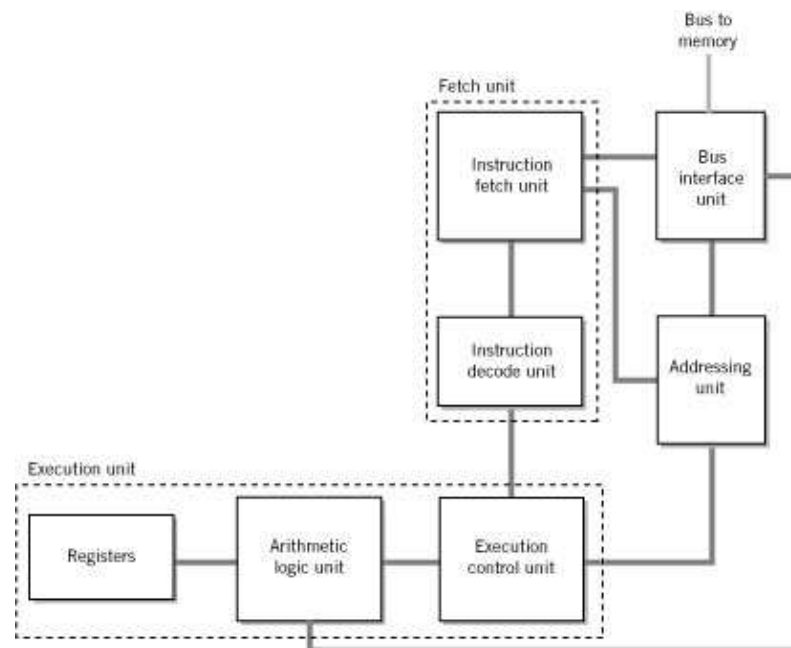 Bus to
memory
Fetch unit
Instruction
fetch unit
Bus
interface
unit
Instruction
decode unit
Addressing
unit
Execution unit
Registers
Arithmetic
logic unit
Execution
control unit